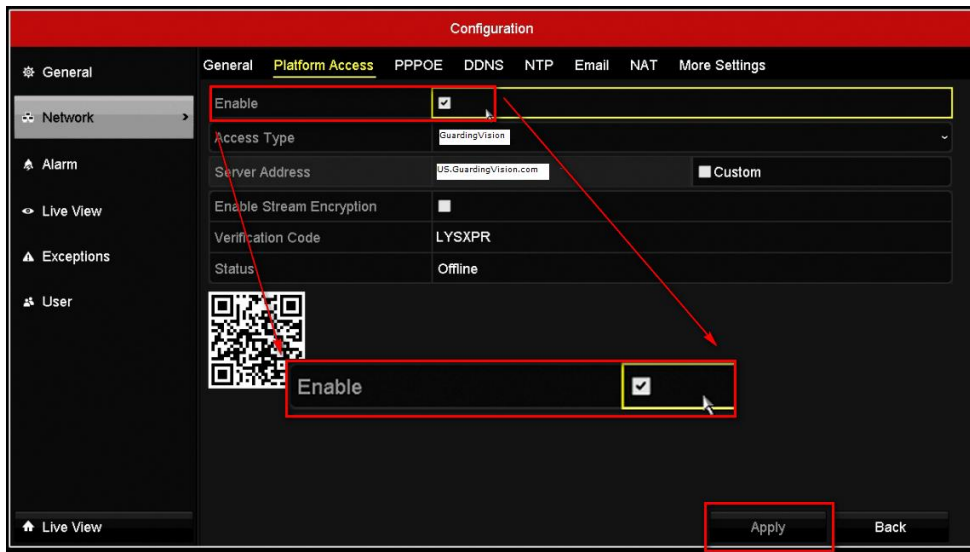 Configuration
General
Network
Alarm
Live View
Exceptions
User
Live View
General Platform Access PPPOE DDNS NTP Email NAT More Settings
Enable
Access Type GuardingVision
Server Address US.GuardingVision.com Custom
Enable Stream Encryption
Verification Code LYSXPR
Status Offline
Enable
Apply Back